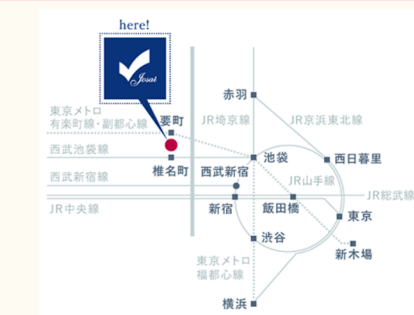 here!
Josai
赤羽
東京メトロ
有楽町線・副都心線
要町
JR埼京線
JR京浜東北線
西武池袋線
池袋
西日暮里
椎名町
西武新宿
JR山手線
西武新宿線
JR総武線
JR中央線
新宿
飯田橋
東京
渋谷
新木場
東京メトロ
福都心線
横浜